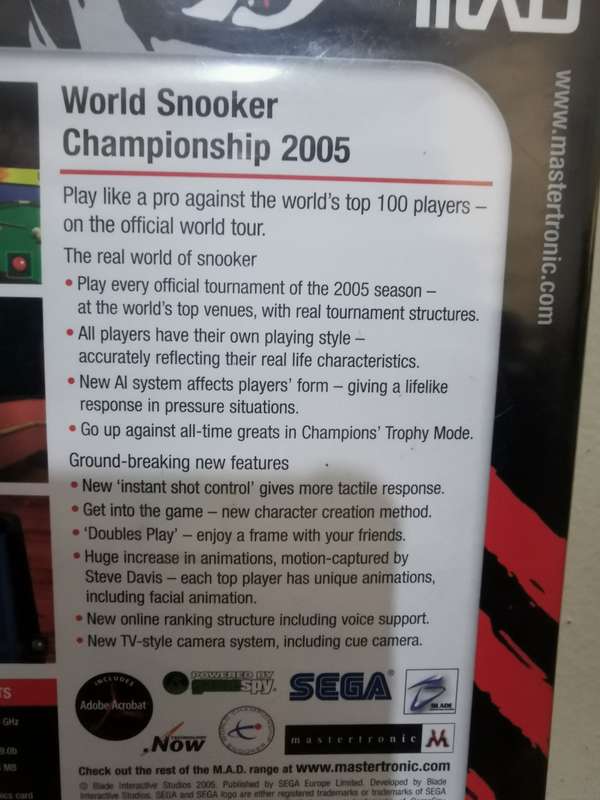 M.A.D
www.mastertronic.com
World Snooker
Championship 2005
Play like a pro against the world's top 100 players –
on the official world tour.
The real world of snooker
• Play every official tournament of the 2005 season –
at the world's top venues, with real tournament structures.
• All players have their own playing style –
accurately reflecting their real life characteristics.
• New AI system affects players' form – giving a lifelike
response in pressure situations.
• Go up against all-time greats in Champions' Trophy Mode.
Ground-breaking new features
• New 'instant shot control' gives more tactile response.
• Get into the game – new character creation method.
• 'Doubles Play' – enjoy a frame with your friends.
• Huge increase in animations, motion-captured by
Steve Davis – each top player has unique animations,
including facial animation.
• New online ranking structure including voice support.
• New TV-style camera system, including cue camera.
TS
GHz
9.0b
MB
ics card
INCLUDES
Adobe Acrobat
POWERED BY
gamespy
SEGA
BLADE
TECHNOLOGY
.Now
SNOOKER
mastertronic M
Check out the rest of the M.A.D. range at www.mastertronic.com
© Blade Interactive Studios 2005. Published by SEGA Europe Limited. Developed by Blade
Interactive Studios. SEGA and SEGA logo are either registered trademarks or trademarks of SEGA